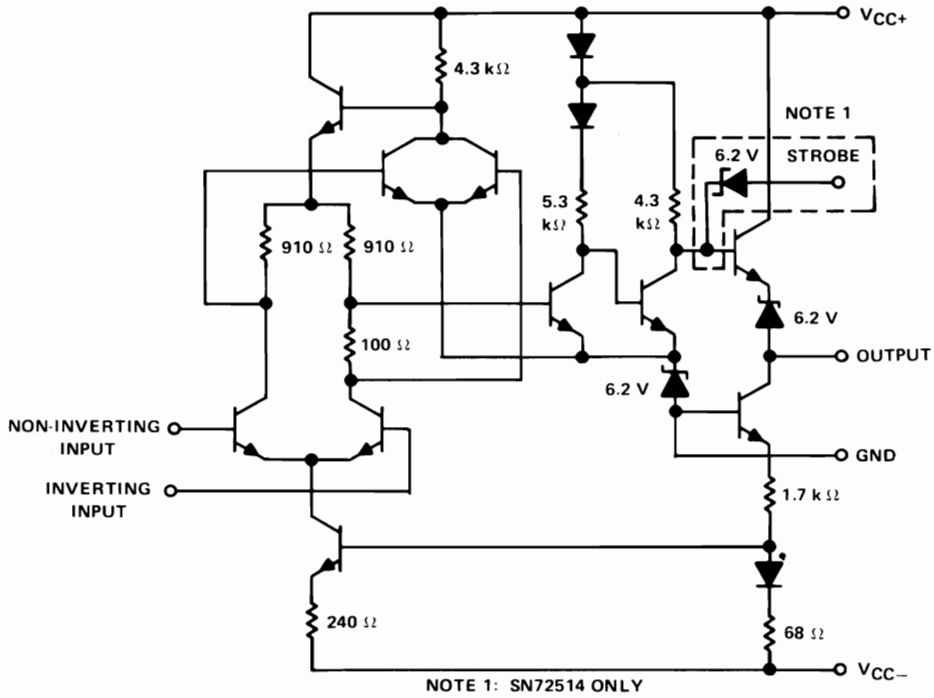 VCC+
4.3 kΩ
NOTE 1
6.2 V STROBE
5.3 kΩ
4.3 kΩ
910 Ω
910 Ω
6.2 V
100 Ω
OUTPUT
6.2 V
NON-INVERTING INPUT
GND
INVERTING INPUT
1.7 kΩ
240 Ω
68 Ω
VCC−
NOTE 1: SN72514 ONLY